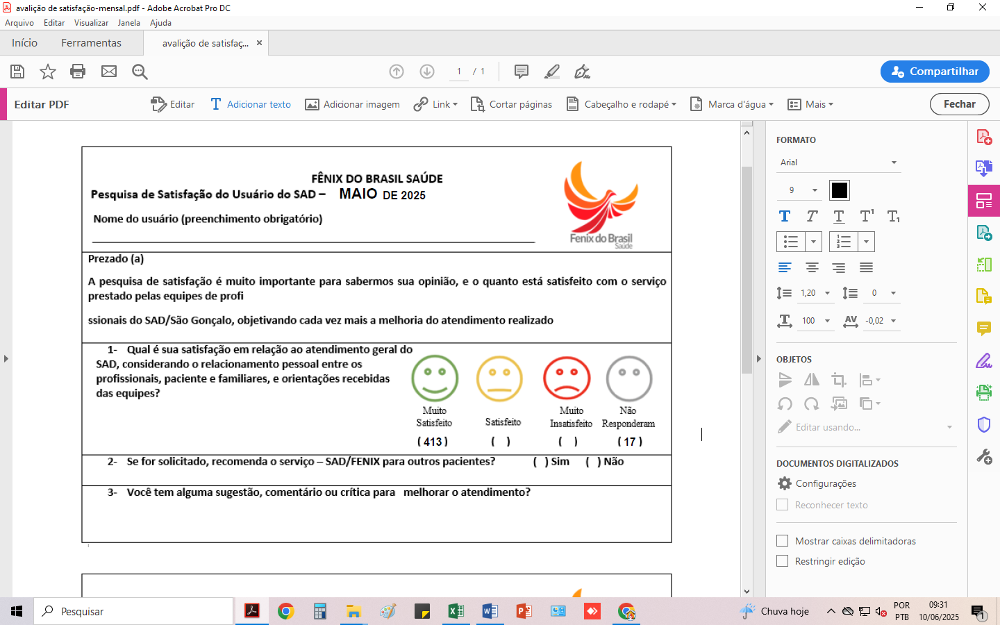 avalição de satisfação-mensal.pdf - Adobe Acrobat Pro DC
Arquivo Editar Visualizar Janela Ajuda
Início Ferramentas avalição de satisfaç... ×
1 / 1
Compartilhar
Editar PDF Editar Adicionar texto Adicionar imagem Link Cortar páginas Cabeçalho e rodapé Marca d'água Mais Fechar
FÊNIX DO BRASIL SAÚDE
Pesquisa de Satisfação do Usuário do SAD – MAIO DE 2025
Nome do usuário (preenchimento obrigatório)
Fenix do Brasil
Saúde
Prezado (a)
A pesquisa de satisfação é muito importante para sabermos sua opinião, e o quanto está satisfeito com o serviço
prestado pelas equipes de profi
ssionais do SAD/São Gonçalo, objetivando cada vez mais a melhoria do atendimento realizado
1- Qual é sua satisfação em relação ao atendimento geral do
SAD, considerando o relacionamento pessoal entre os
profissionais, paciente e familiares, e orientações recebidas
das equipes?
Muito Satisfeito
Satisfeito
Muito Insatisfeito
Não Responderam
( 413 ) ( ) ( ) ( 17 )
2- Se for solicitado, recomenda o serviço – SAD/FENIX para outros pacientes? ( ) Sim ( ) Não
3- Você tem alguma sugestão, comentário ou crítica para melhorar o atendimento?
FORMATO
Arial
9
T T T T1 T1
1,20 0
100 AV -0,02
OBJETOS
Editar usando...
DOCUMENTOS DIGITALIZADOS
Configurações
Reconhecer texto
Mostrar caixas delimitadoras
Restringir edição
Pesquisar
Chuva hoje
POR
PTB
09:31
10/06/2025
1